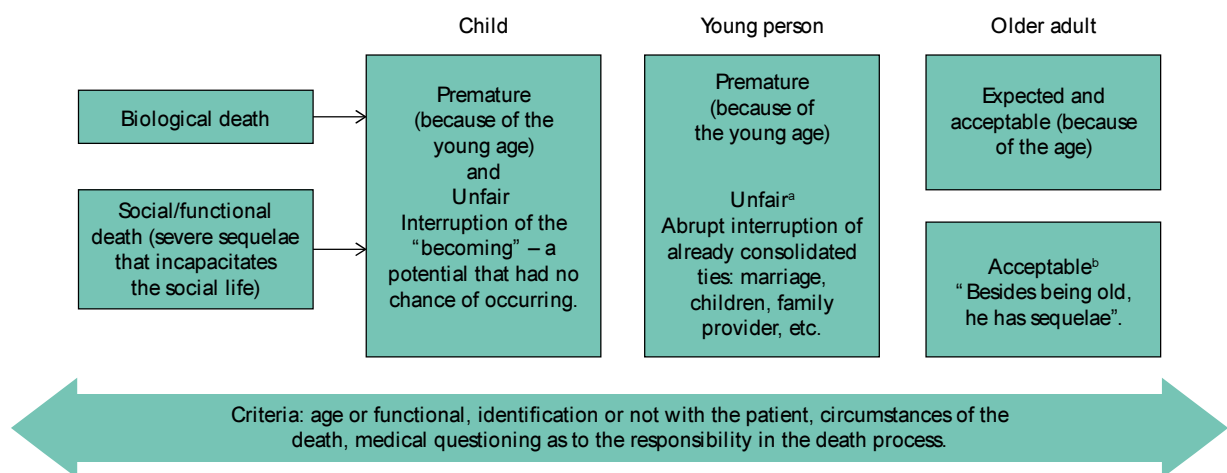 Child
Young person
Older adult
Biological death
Social/functional
death (severe sequelae
that incapacitates
the social life)
Premature
(because of the
young age)
and
Unfair
Interruption of the
“becoming” – a
potential that had no
chance of occurring.
Premature
(because of
the young age)
Unfairᵃ
Abrupt interruption of
already consolidated
ties: marriage,
children, family
provider, etc.
Expected and
acceptable (because
of the age)
Acceptableᵇ
“ Besides being old,
he has sequelae”.
Criteria: age or functional, identification or not with the patient, circumstances of the
death, medical questioning as to the responsibility in the death process.